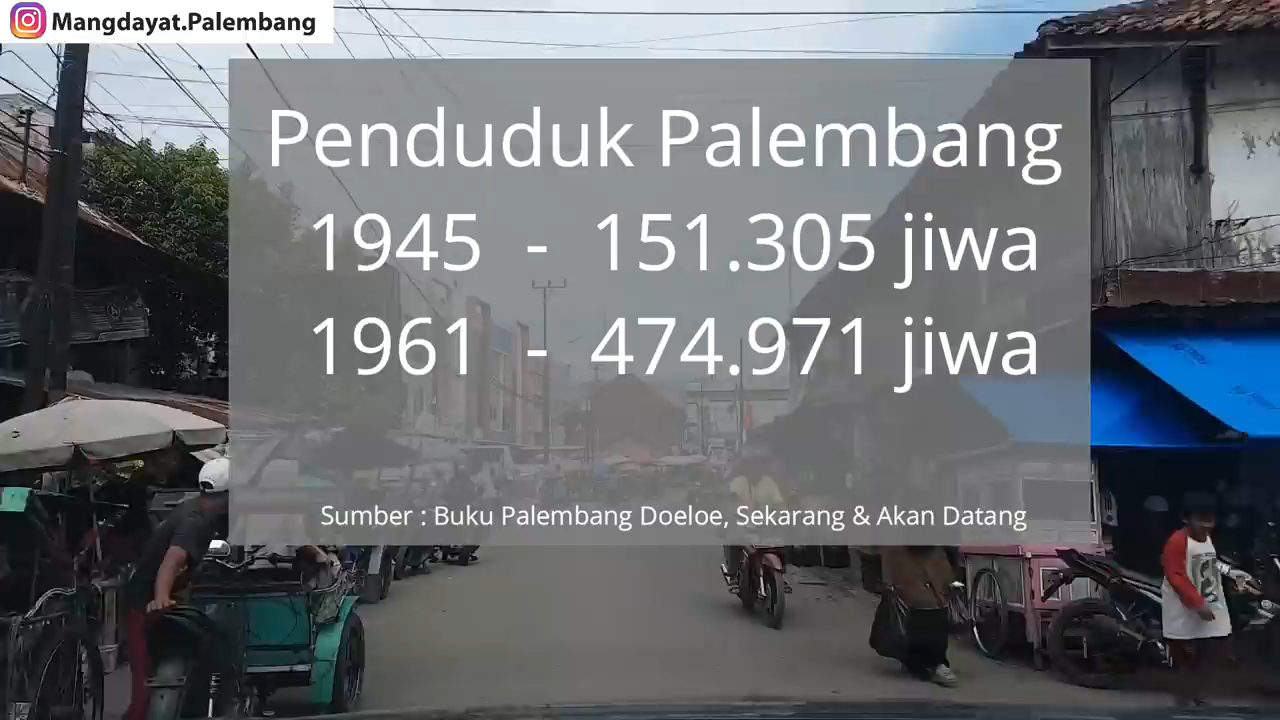 Mangdayat.Palembang
Penduduk Palembang
1945 - 151.305 jiwa
1961 - 474.971 jiwa
Sumber : Buku Palembang Doeloe, Sekarang & Akan Datang